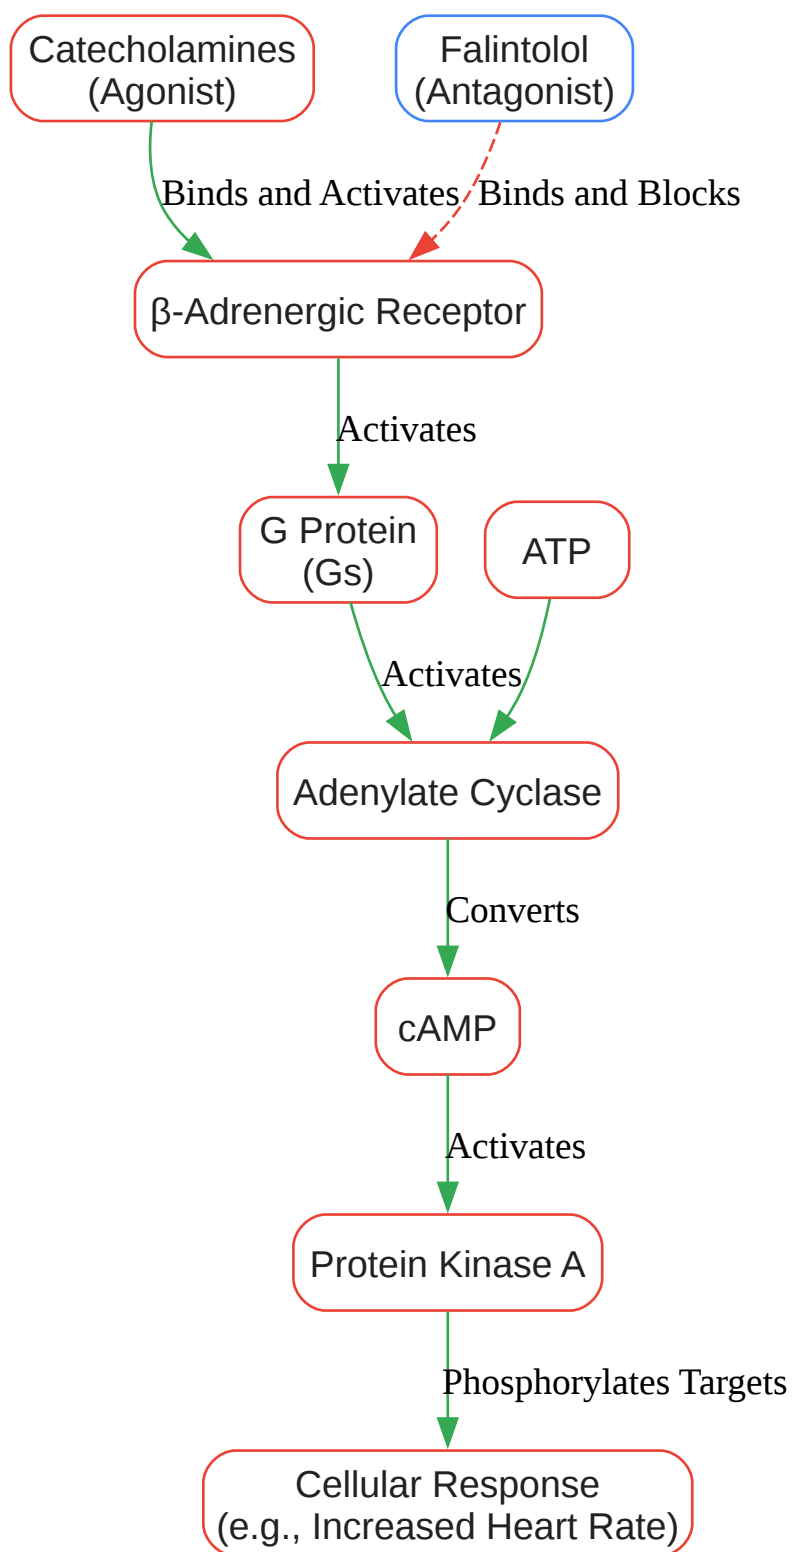 Catecholamines
(Agonist)
Falintolol
(Antagonist)
Binds and Activates
Binds and Blocks
β-Adrenergic Receptor
Activates
G Protein
(Gs)
ATP
Activates
Adenylate Cyclase
Converts
cAMP
Activates
Protein Kinase A
Phosphorylates Targets
Cellular Response
(e.g., Increased Heart Rate)